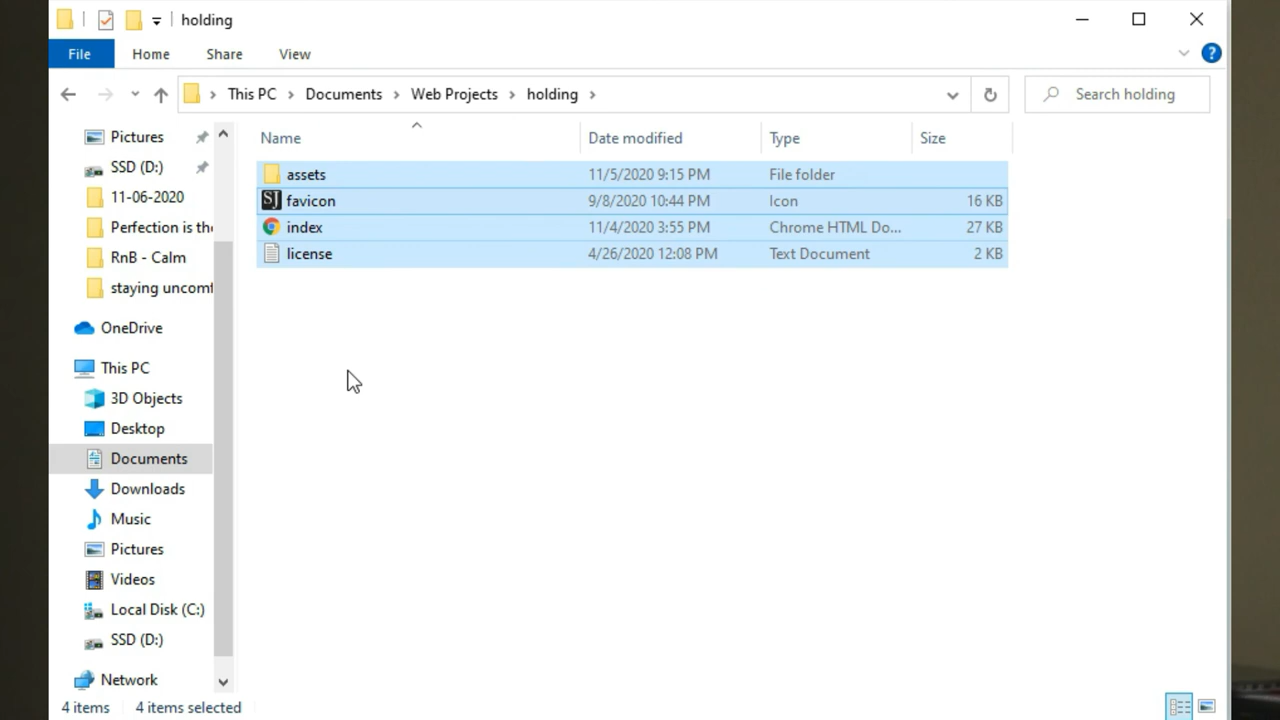 holding
File Home Share View
This PC Documents Web Projects holding
Search holding
Name Date modified Type Size
assets 11/5/2020 9:15 PM File folder
SJ favicon 9/8/2020 10:44 PM Icon 16 KB
index 11/4/2020 3:55 PM Chrome HTML Do... 27 KB
license 4/26/2020 12:08 PM Text Document 2 KB
Pictures
SSD (D:)
11-06-2020
Perfection is the
RnB - Calm
staying uncomf
OneDrive
This PC
3D Objects
Desktop
Documents
Downloads
Music
Pictures
Videos
Local Disk (C:)
SSD (D:)
Network
4 items 4 items selected